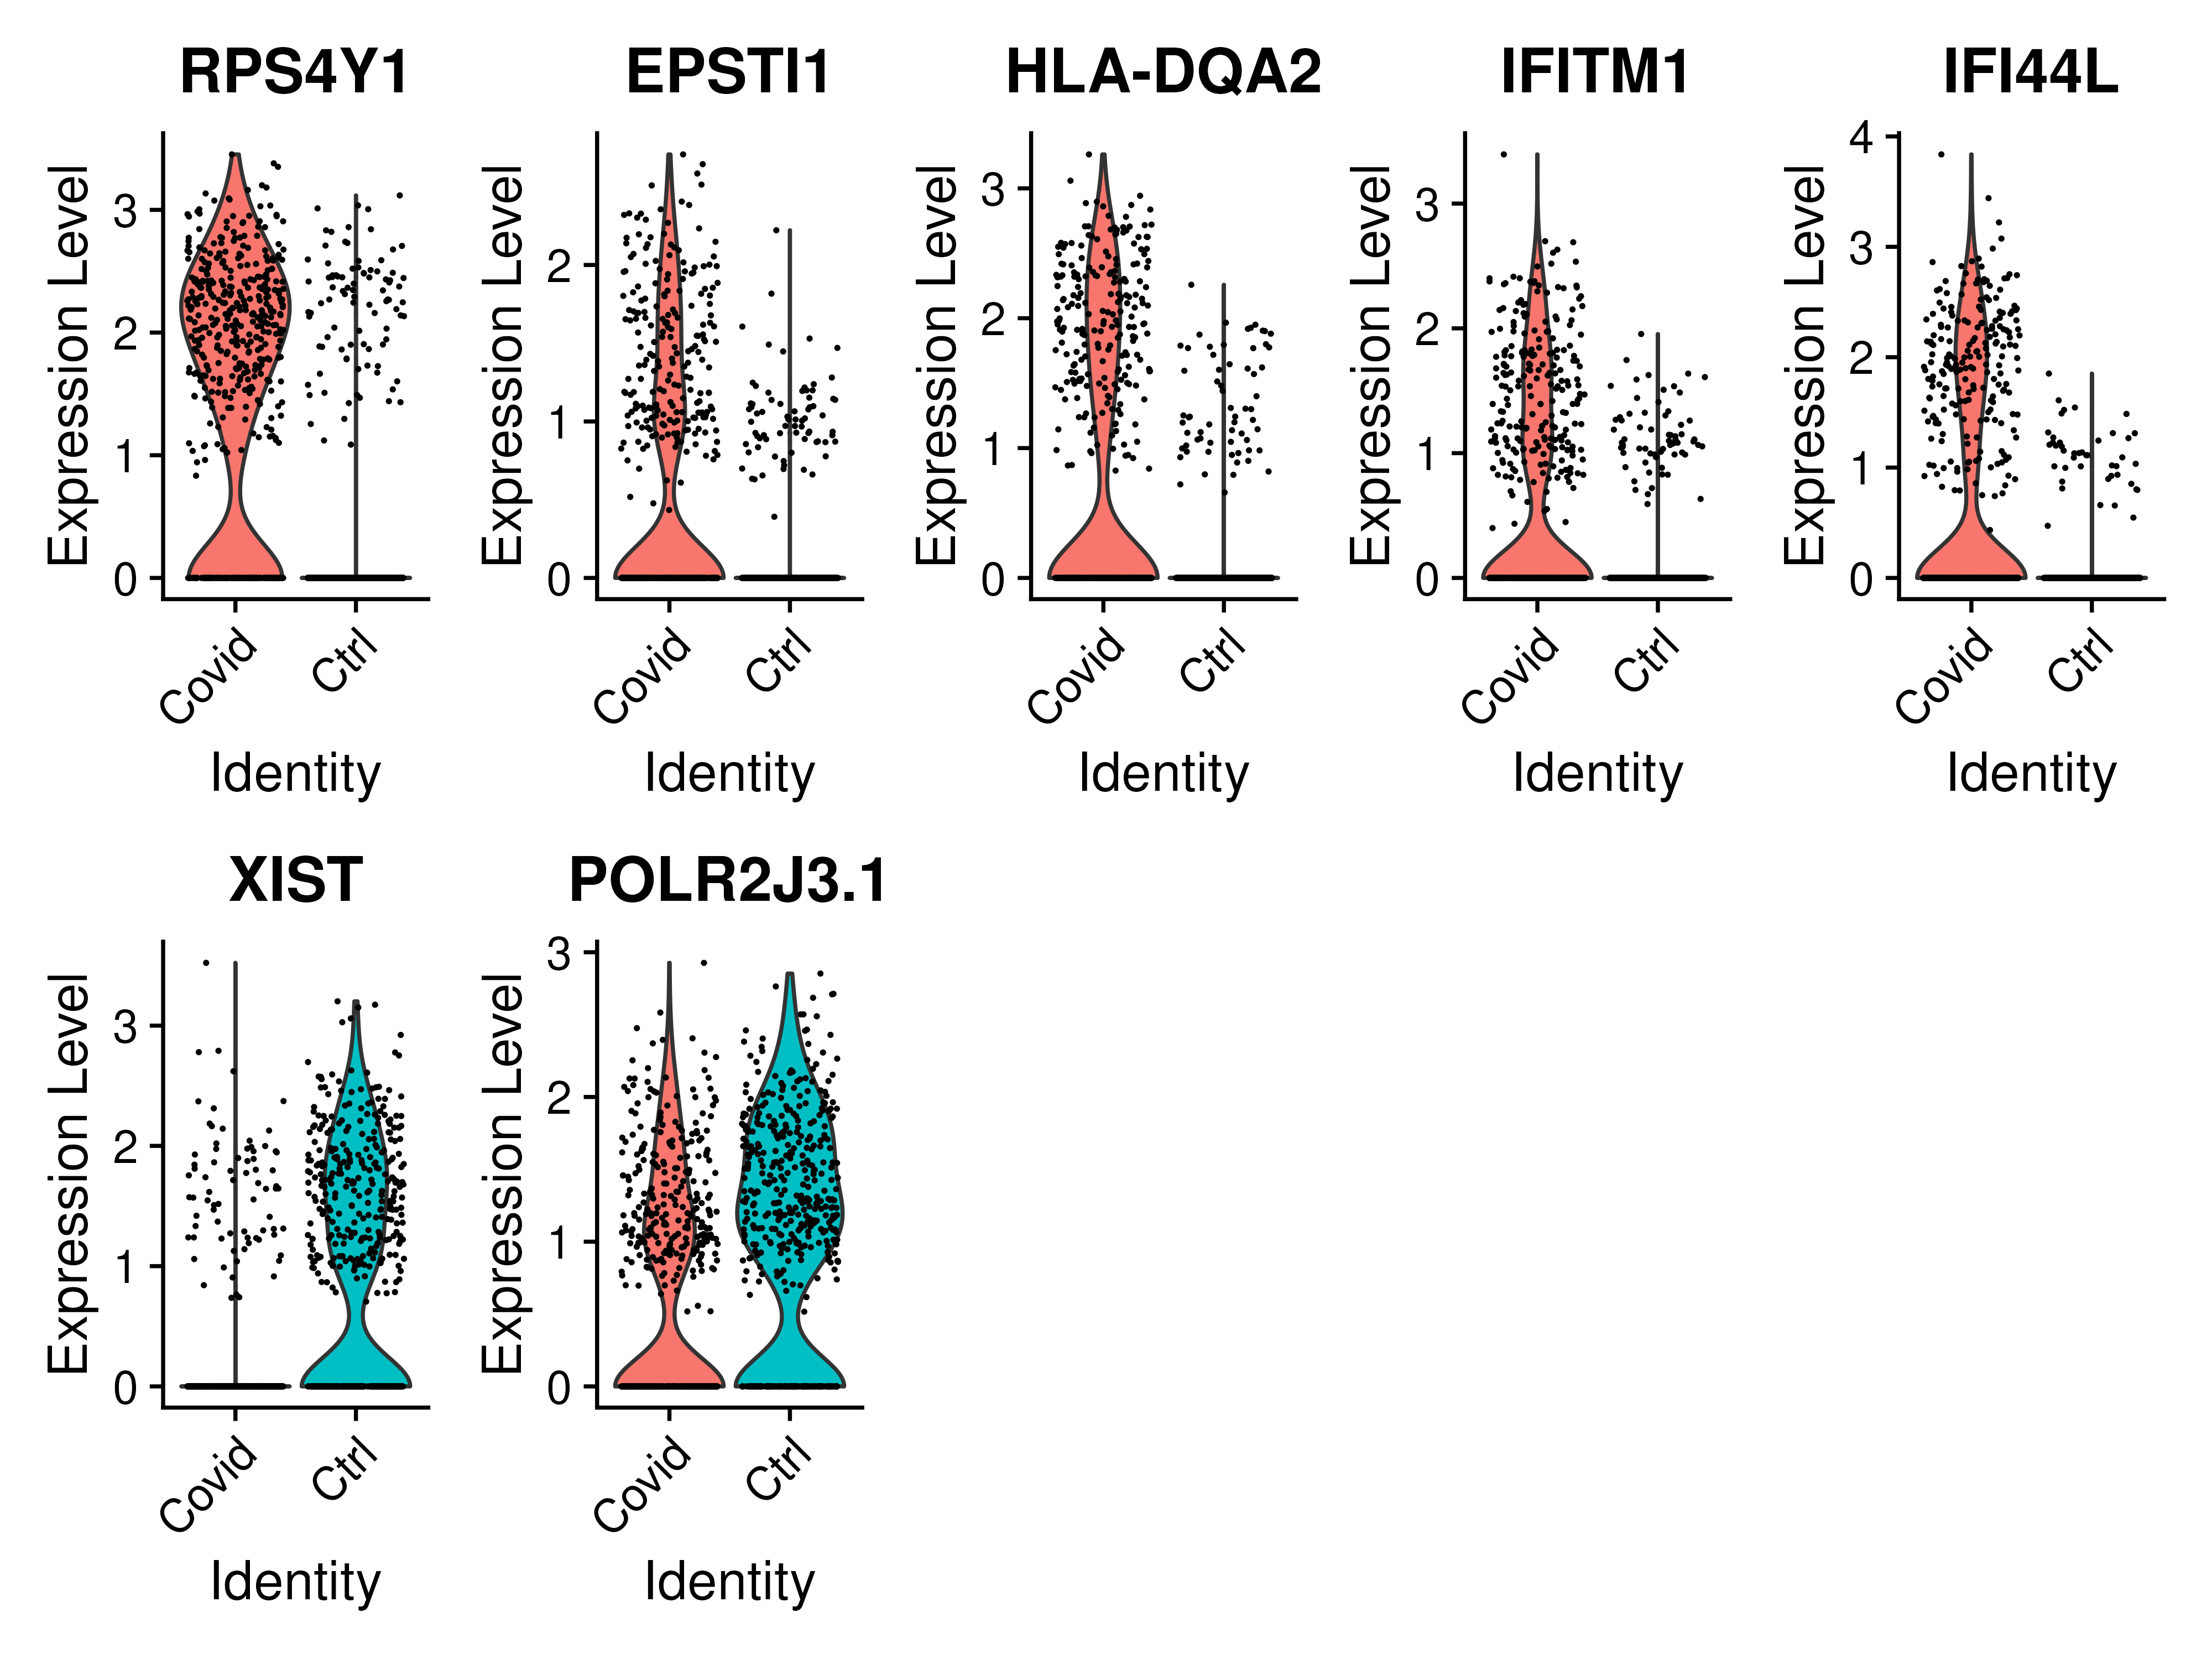 RPS4Y1
EPSTI1
HLA-DQA2
IFITM1
IFI44L
Expression Level
3
2
1
0
Covid
Ctrl
Identity
Expression Level
2
1
0
Covid
Ctrl
Identity
Expression Level
3
2
1
0
Covid
Ctrl
Identity
Expression Level
3
2
1
0
Covid
Ctrl
Identity
Expression Level
4
3
2
1
0
Covid
Ctrl
Identity
XIST
POLR2J3.1
Expression Level
3
2
1
0
Covid
Ctrl
Identity
Expression Level
3
2
1
0
Covid
Ctrl
Identity